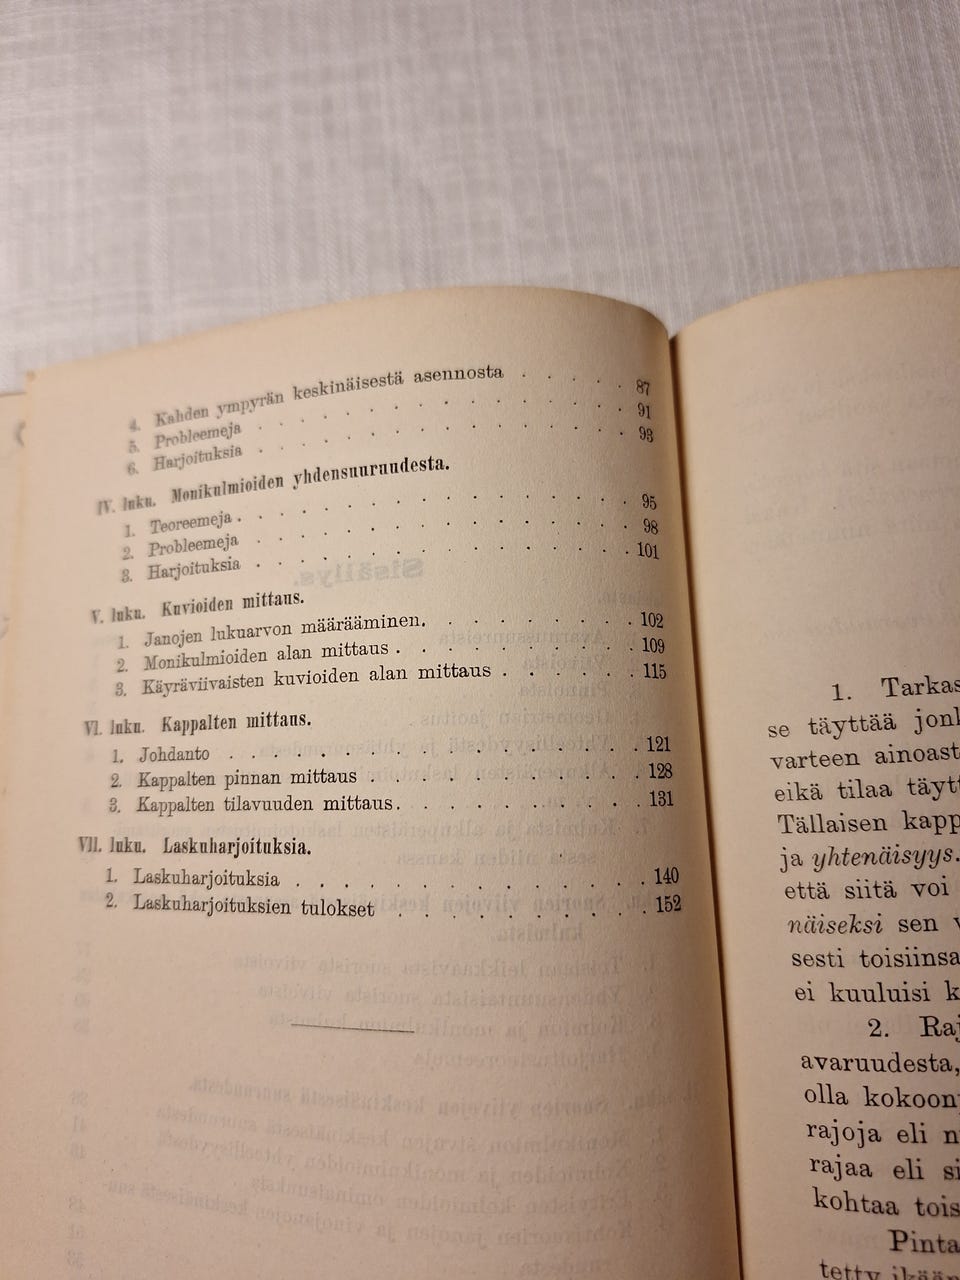 4. Kahden ympyrän keskinäisestä asennosta . . . . . 87
5. Probleemeja . . . . . . . . . . . . . . 91
6. Harjoituksia . . . . . . . . . . . . . . 93
IV. luku. Monikulmioiden yhdensuuruudesta.
1. Teoreemeja . . . . . . . . . . . . . . 95
2. Probleemeja . . . . . . . . . . . . . . 98
3. Harjoituksia . . . . . . . . . . . . . . 101
V. luku. Kuvioiden mittaus.
1. Janojen lukuarvon määrääminen. . . . . . . . . 102
2. Monikulmioiden alan mittaus . . . . . . . . . . 109
3. Käyräviivaisten kuvioiden alan mittaus . . . . . . 115
VI. luku. Kappalten mittaus.
1. Johdanto . . . . . . . . . . . . . . . . 121
2. Kappalten pinnan mittaus . . . . . . . . . . . 128
3. Kappalten tilavuuden mittaus. . . . . . . . . . 131
VII. luku. Laskuharjoituksia.
1. Laskuharjoituksia . . . . . . . . . . . . . . 140
2. Laskuharjoituksien tulokset . . . . . . . . . . 152
1. Tarkas
se täyttää jonk
varteen ainoast
eikä tilaa täytt
Tällaisen kapp
ja yhtenäisyys.
että siitä voi
näiseksi sen v
sesti toisiinsa
ei kuuluisi k
2. Raj
avaruudesta,
olla kokoon
rajoja eli n
rajaa eli si
kohtaa tois
Pinta
tetty ikään